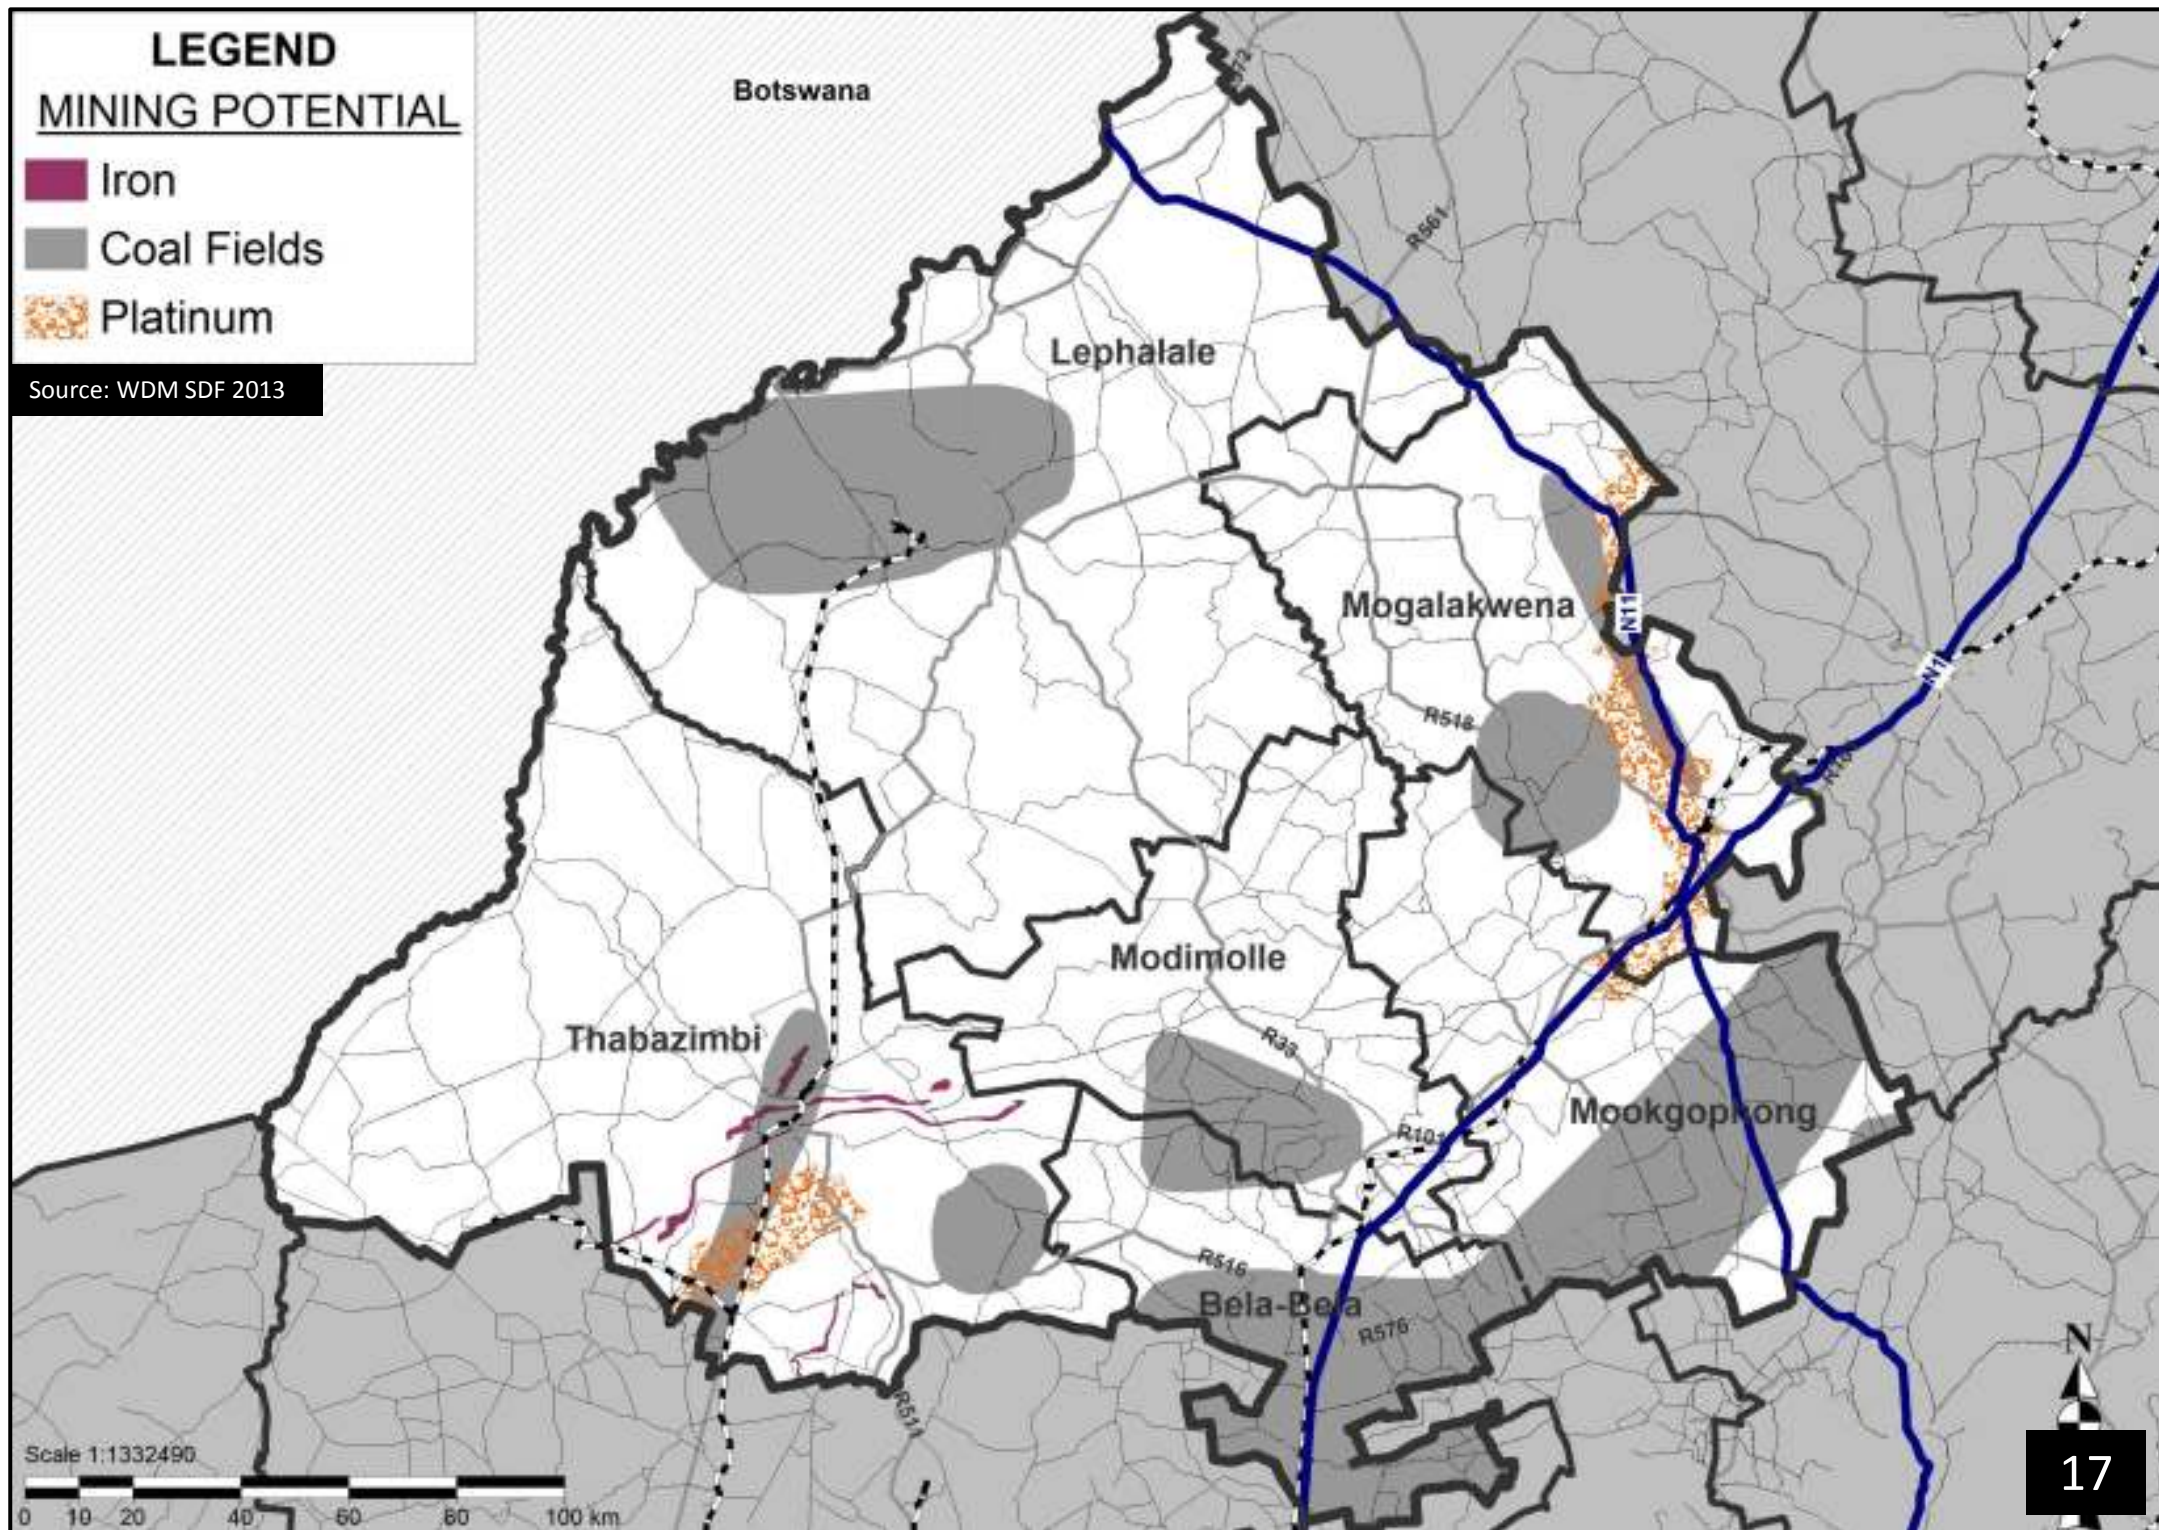 LEGEND
MINING POTENTIAL
Iron
Coal Fields
Platinum
Source: WDM SDF 2013
Botswana
R572
R561
Lephalale
Mogalakwena
N11
R518
N1
Modimolle
Thabazimbi
R33
Mookgophong
R101
R516
Bela-Bela
R576
R511
N
Scale 1:1332490
0 10 20 40 60 80 100 km
17